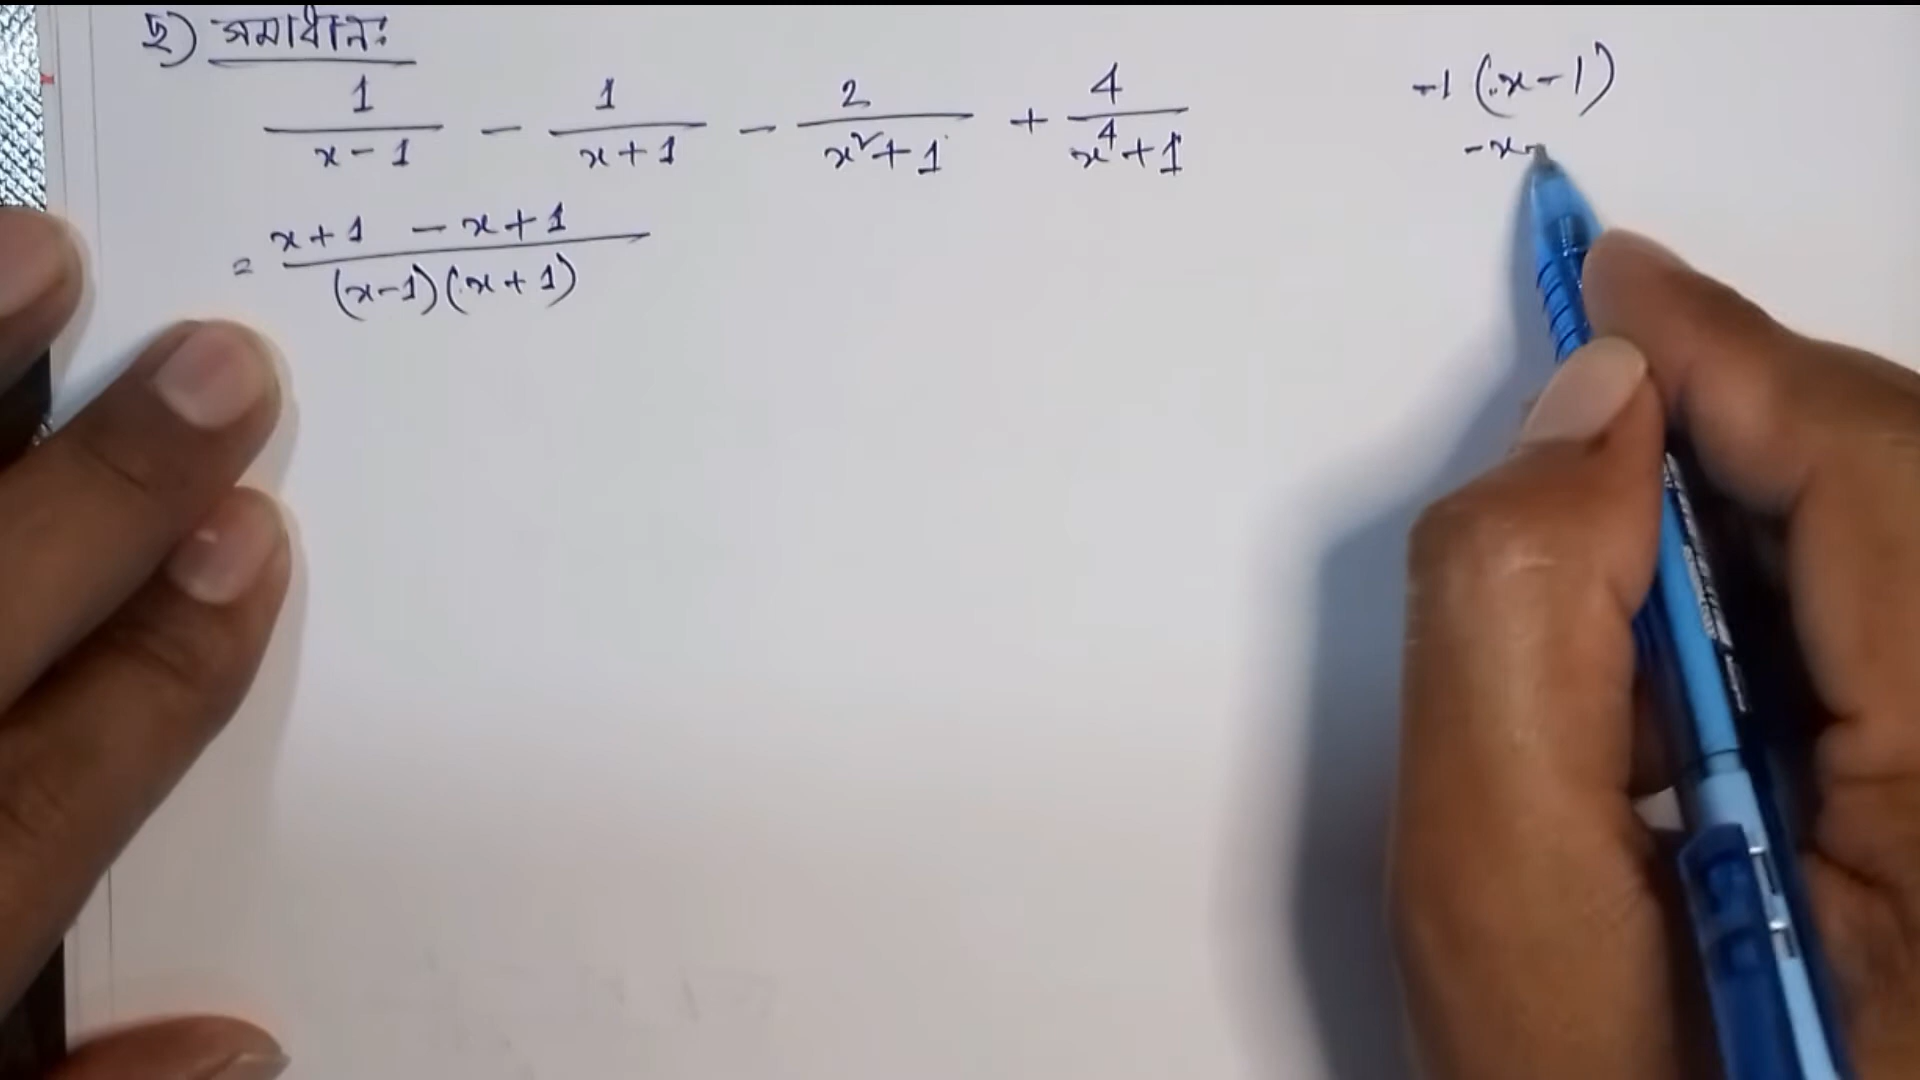 ছ) সমাধানঃ
1/(x-1) - 1/(x+1) - 2/(x²+1) + 4/(x⁴+1)
= (x+1 -x+1)/((x-1)(x+1))
-1(x-1)
-x